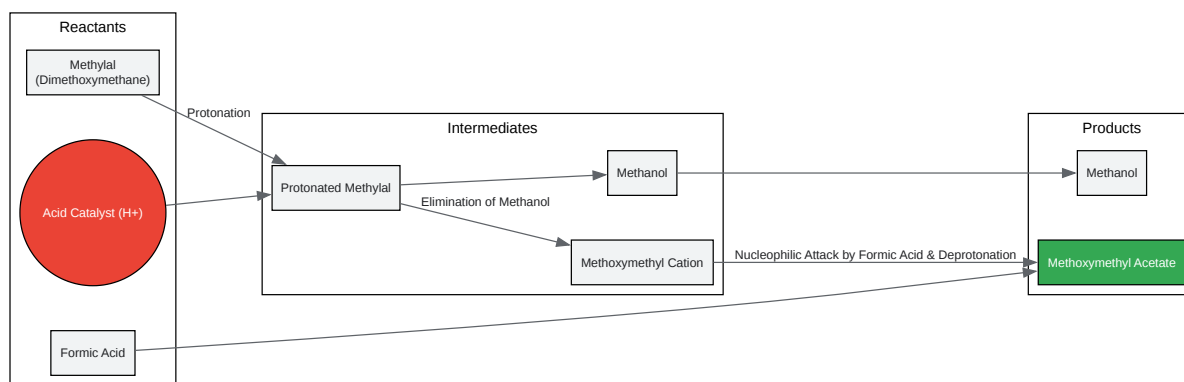 Reactants
Methylal
(Dimethoxymethane)
Protonation
Acid Catalyst (H+)
Formic Acid
Intermediates
Protonated Methylal
Methanol
Elimination of Methanol
Methoxymethyl Cation
Nucleophilic Attack by Formic Acid & Deprotonation
Products
Methanol
Methoxymethyl Acetate